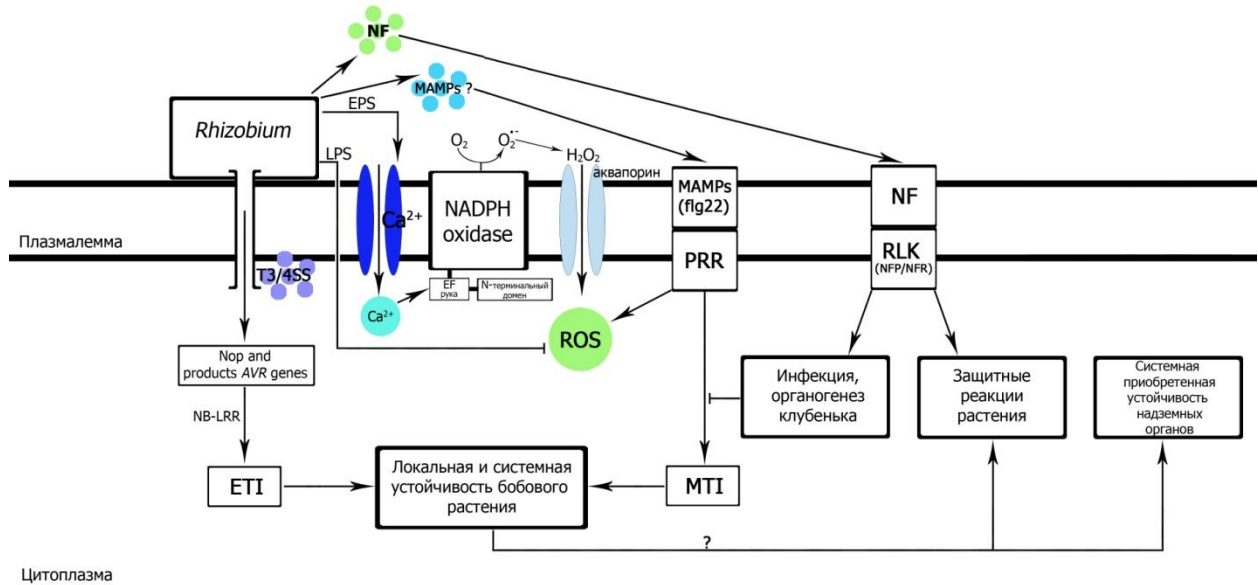 NF
MAMPs ?
EPS
Rhizobium
LPS
O₂
O₂•-
H₂O₂
аквапорин
Ca²⁺
NADPH
oxidase
MAMPs
(flg22)
NF
Плазмалемма
T3/4SS
PRR
RLK
(NFP/NFR)
EF
рука
N-терминальный
домен
Ca²⁺
ROS
Nop and
products AVR genes
Инфекция,
органогенез
клубенька
Защитные
реакции
растения
Системная
приобретенная
устойчивость
надземных
органов
NB-LRR
ETI
Локальная и системная
устойчивость бобового
растения
MTI
?
Цитоплазма